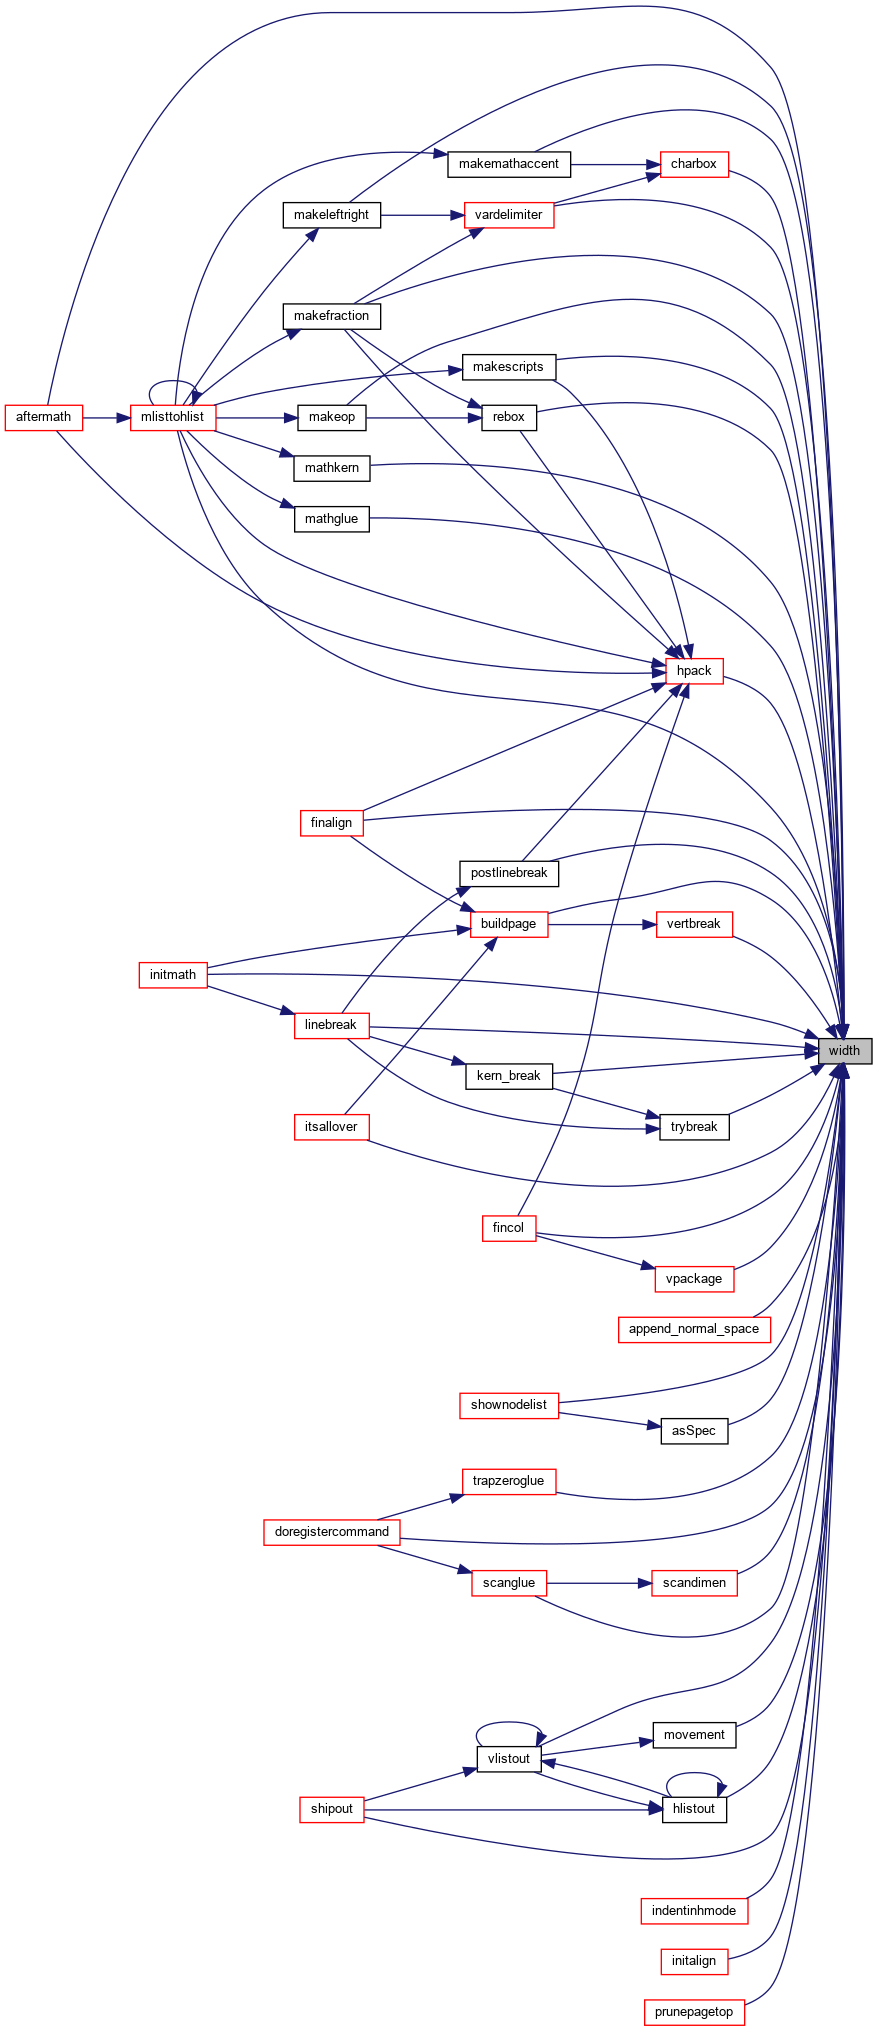 makemathaccent
charbox
makeleftright
vardelimiter
makefraction
makescripts
aftermath
mlisttohlist
makeop
rebox
mathkern
mathglue
hpack
finalign
postlinebreak
buildpage
vertbreak
initmath
linebreak
width
kern_break
itsallover
trybreak
fincol
vpackage
append_normal_space
shownodelist
asSpec
trapzeroglue
doregistercommand
scanglue
scandimen
movement
vlistout
shipout
hlistout
indentinhmode
initalign
prunepagetop